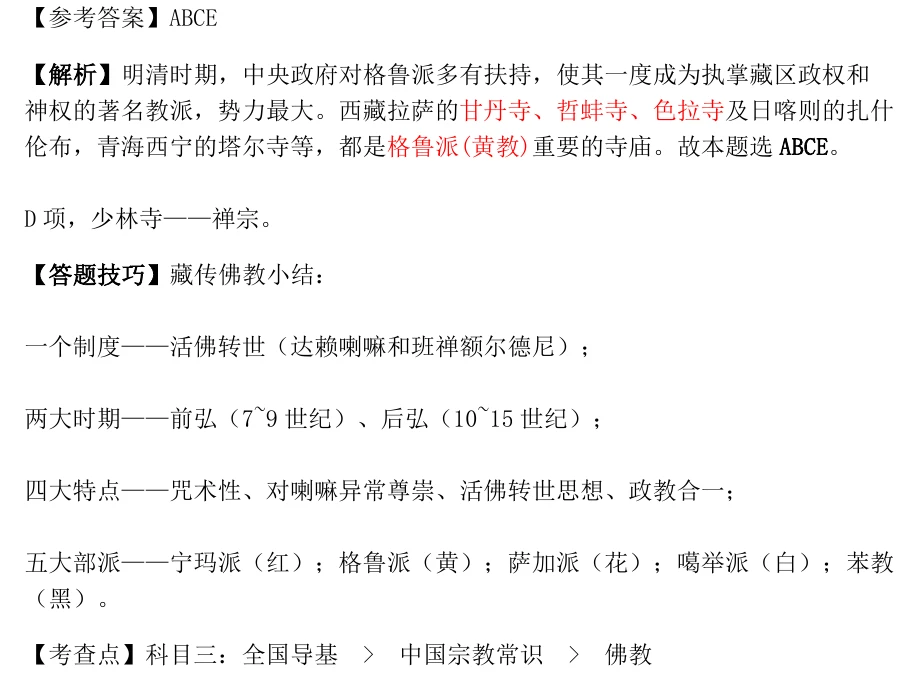 【参考答案】ABCE
【解析】明清时期，中央政府对格鲁派多有扶持，使其一度成为执掌藏区政权和
神权的著名教派，势力最大。西藏拉萨的甘丹寺、哲蚌寺、色拉寺及日喀则的扎什
伦布，青海西宁的塔尔寺等，都是格鲁派(黄教)重要的寺庙。故本题选 ABCE。
D 项，少林寺——禅宗。
【答题技巧】藏传佛教小结：
一个制度——活佛转世（达赖喇嘛和班禅额尔德尼）；
两大时期——前弘（7~9 世纪）、后弘（10~15 世纪）；
四大特点——咒术性、对喇嘛异常尊崇、活佛转世思想、政教合一；
五大部派——宁玛派（红）；格鲁派（黄）；萨加派（花）；噶举派（白）；苯教
（黑）。
【考查点】科目三：全国导基 > 中国宗教常识 > 佛教